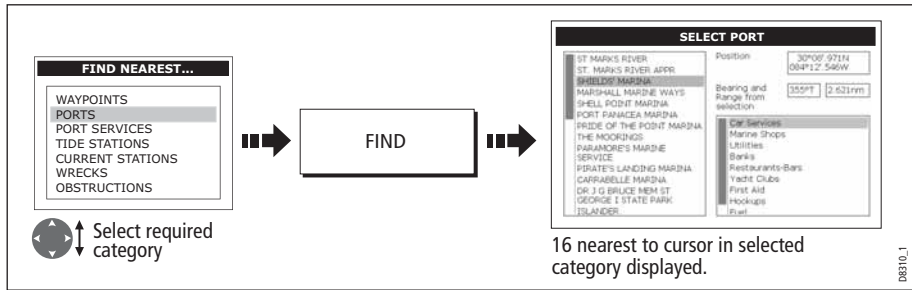 FIND NEAREST...
WAYPOINTS
PORTS
PORT SERVICES
TIDE STATIONS
CURRENT STATIONS
WRECKS
OBSTRUCTIONS
Select required
category
FIND
SELECT PORT
ST MARKS RIVER
ST. MARKS RIVER APPR
SHIELDS' MARINA
MARSHALL MARINE WAYS
SHELL POINT MARINA
PORT PANACEA MARINA
PRIDE OF THE POINT MARINA
THE MOORINGS
PARAMORE'S MARINE
SERVICE
PIRATE'S LANDING MARINA
CARRABELLE MARINA
DR J G BRUCE MEM ST
GEORGE I STATE PARK
ISLANDER
Position
30°06'.971N
084°12'.546W
Bearing and
Range from
selection
355°T
2.621nm
Car Services
Marine Shops
Utilities
Banks
Restaurants-Bars
Yacht Clubs
First Aid
Hookups
Fuel
16 nearest to cursor in selected
category displayed.
D8310_1